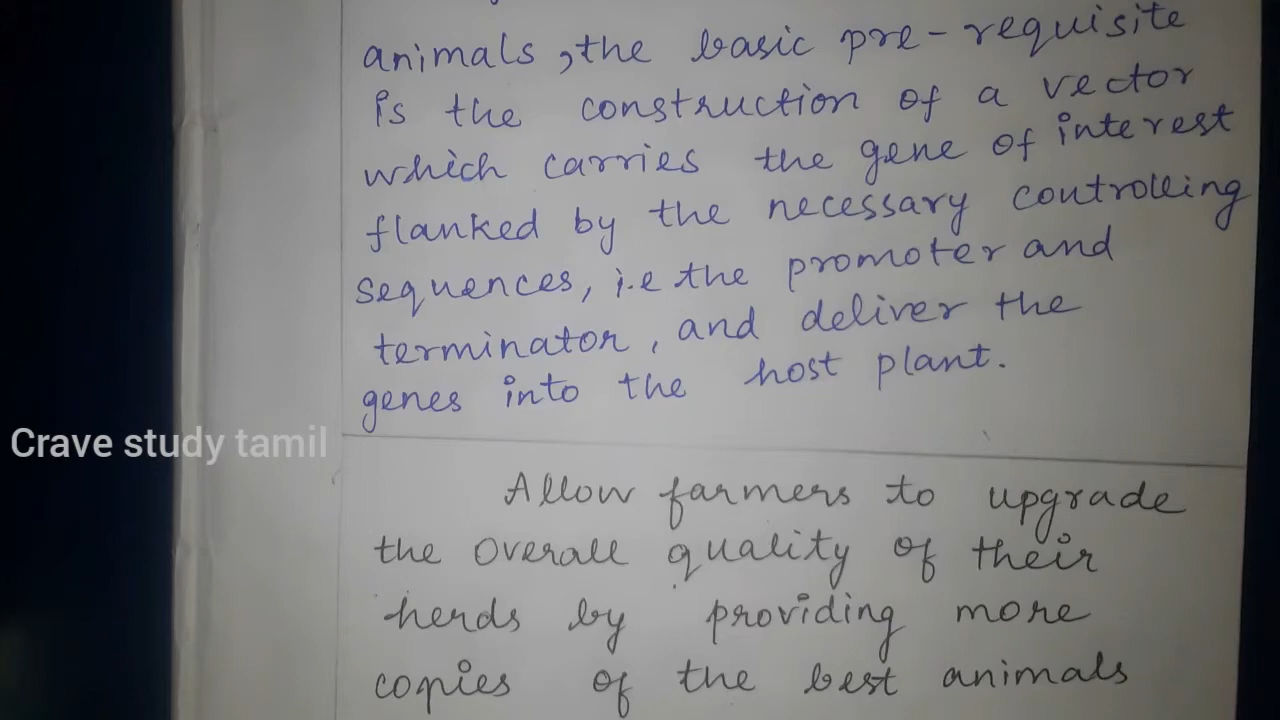 animals, the basic pre-requisite
is the construction of a vector
which carries the gene of interest
flanked by the necessary controlling
sequences, i.e the promoter and
terminator, and deliver the
genes into the host plant.
Crave study tamil
Allow farmers to upgrade
the overall quality of their
herds by providing more
copies of the best animals